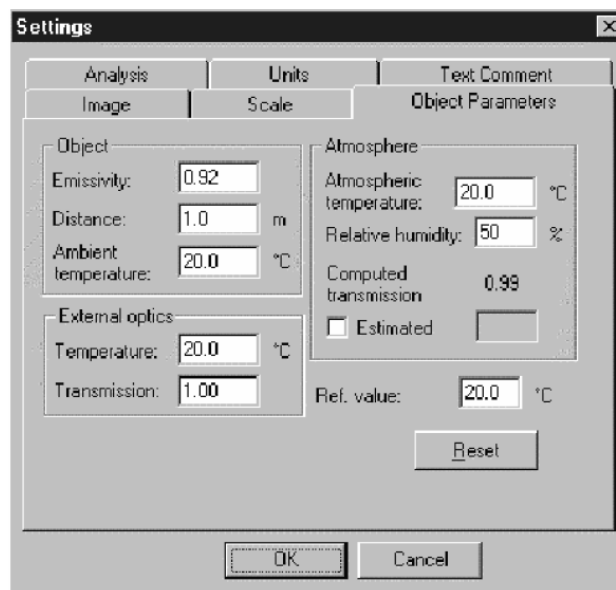 Settings
Analysis Units Text Comment
Image Scale Object Parameters
Object
Emissivity: 0.92
Distance: 1.0 m
Ambient
temperature: 20.0 °C
External optics
Temperature: 20.0 °C
Transmission: 1.00
Atmosphere
Atmospheric
temperature: 20.0 °C
Relative humidity: 50 %
Computed
transmission 0.99
Estimated
Ref. value: 20.0 °C
Reset
OK Cancel